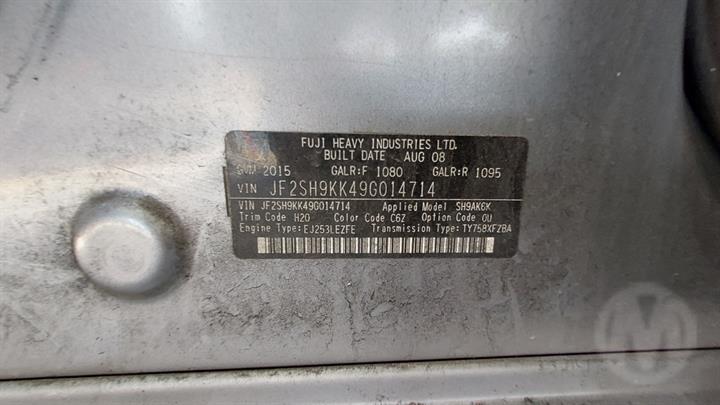 FUJI HEAVY INDUSTRIES LTD.
BUILT DATE AUG 08
GVM 2015 GALR:F 1080 GALR:R 1095
VIN JF2SH9KK49G014714
VIN JF2SH9KK49G014714 Applied Model SH9AK6K
Trim Code H20 Color Code C6Z Option Code 0U
Engine Type:EJ253LEZFE Transmission Type:TY758XFZBA
M